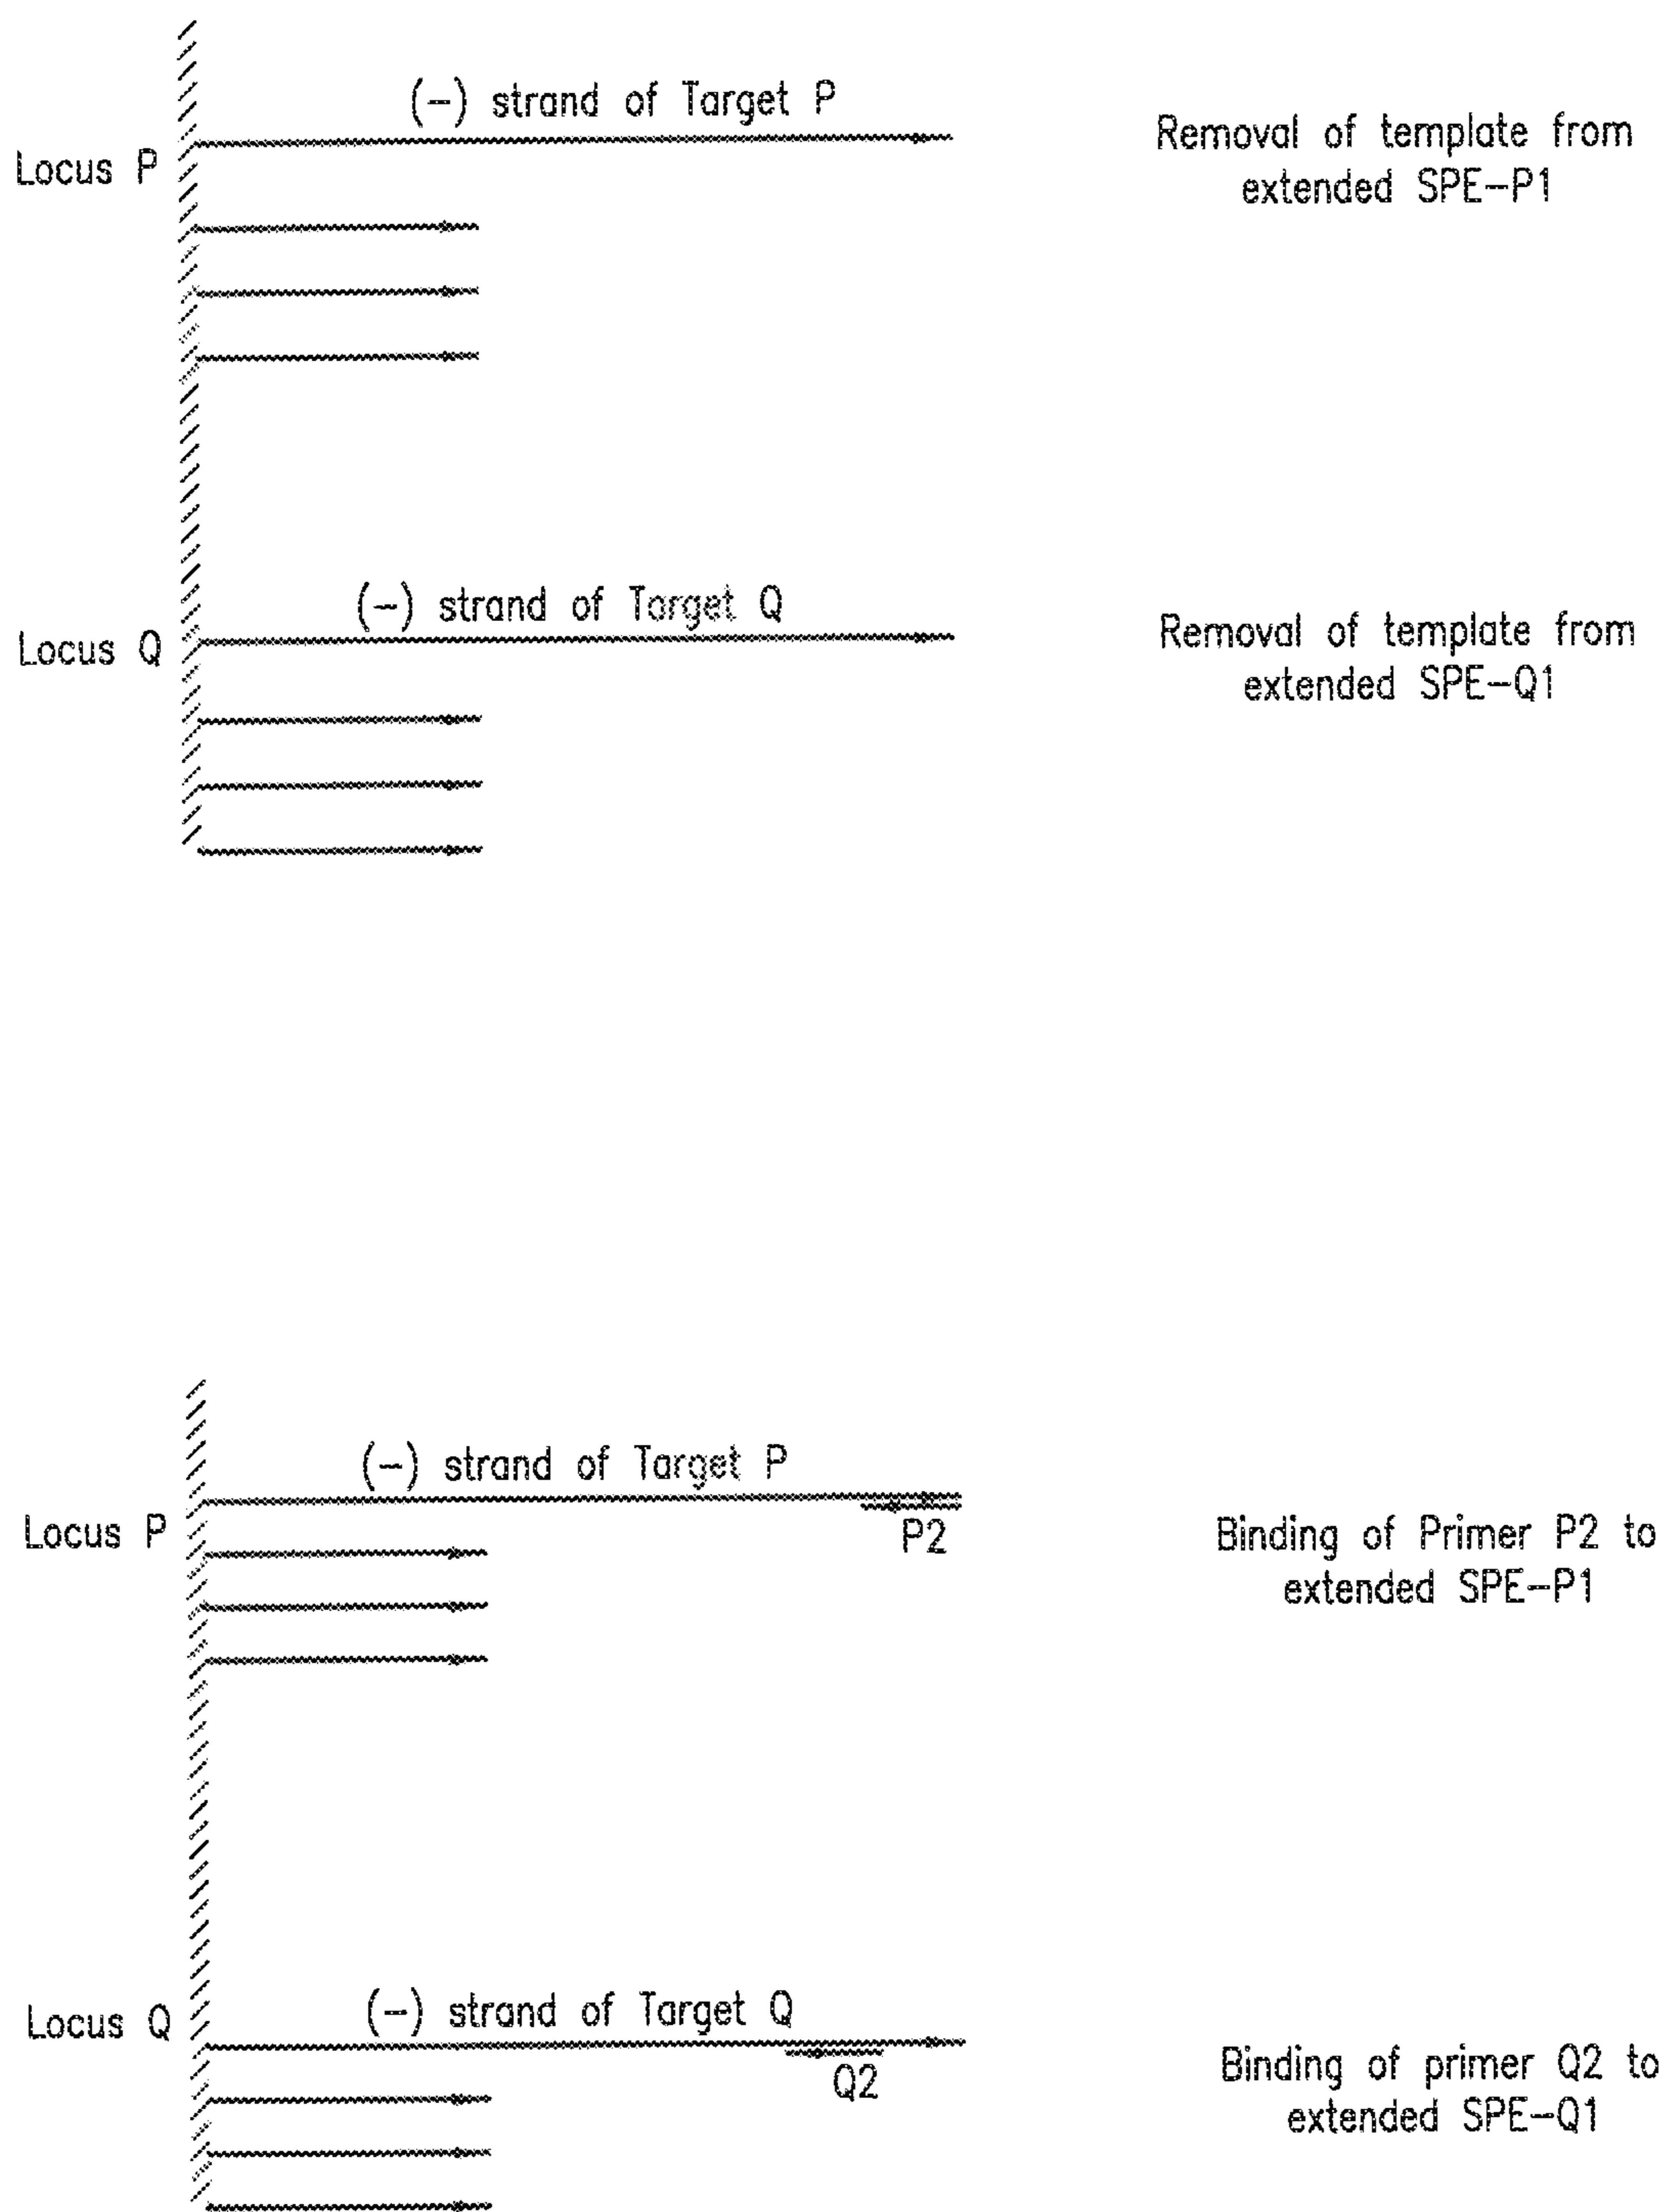 (-) strand of Target P
Locus P
Removal of template from
extended SPE-P1
(-) strand of Target Q
Locus Q
Removal of template from
extended SPE-Q1
(-) strand of Target P
Locus P
P2
Binding of Primer P2 to
extended SPE-P1
(-) strand of Target Q
Locus Q
Q2
Binding of primer Q2 to
extended SPE-Q1